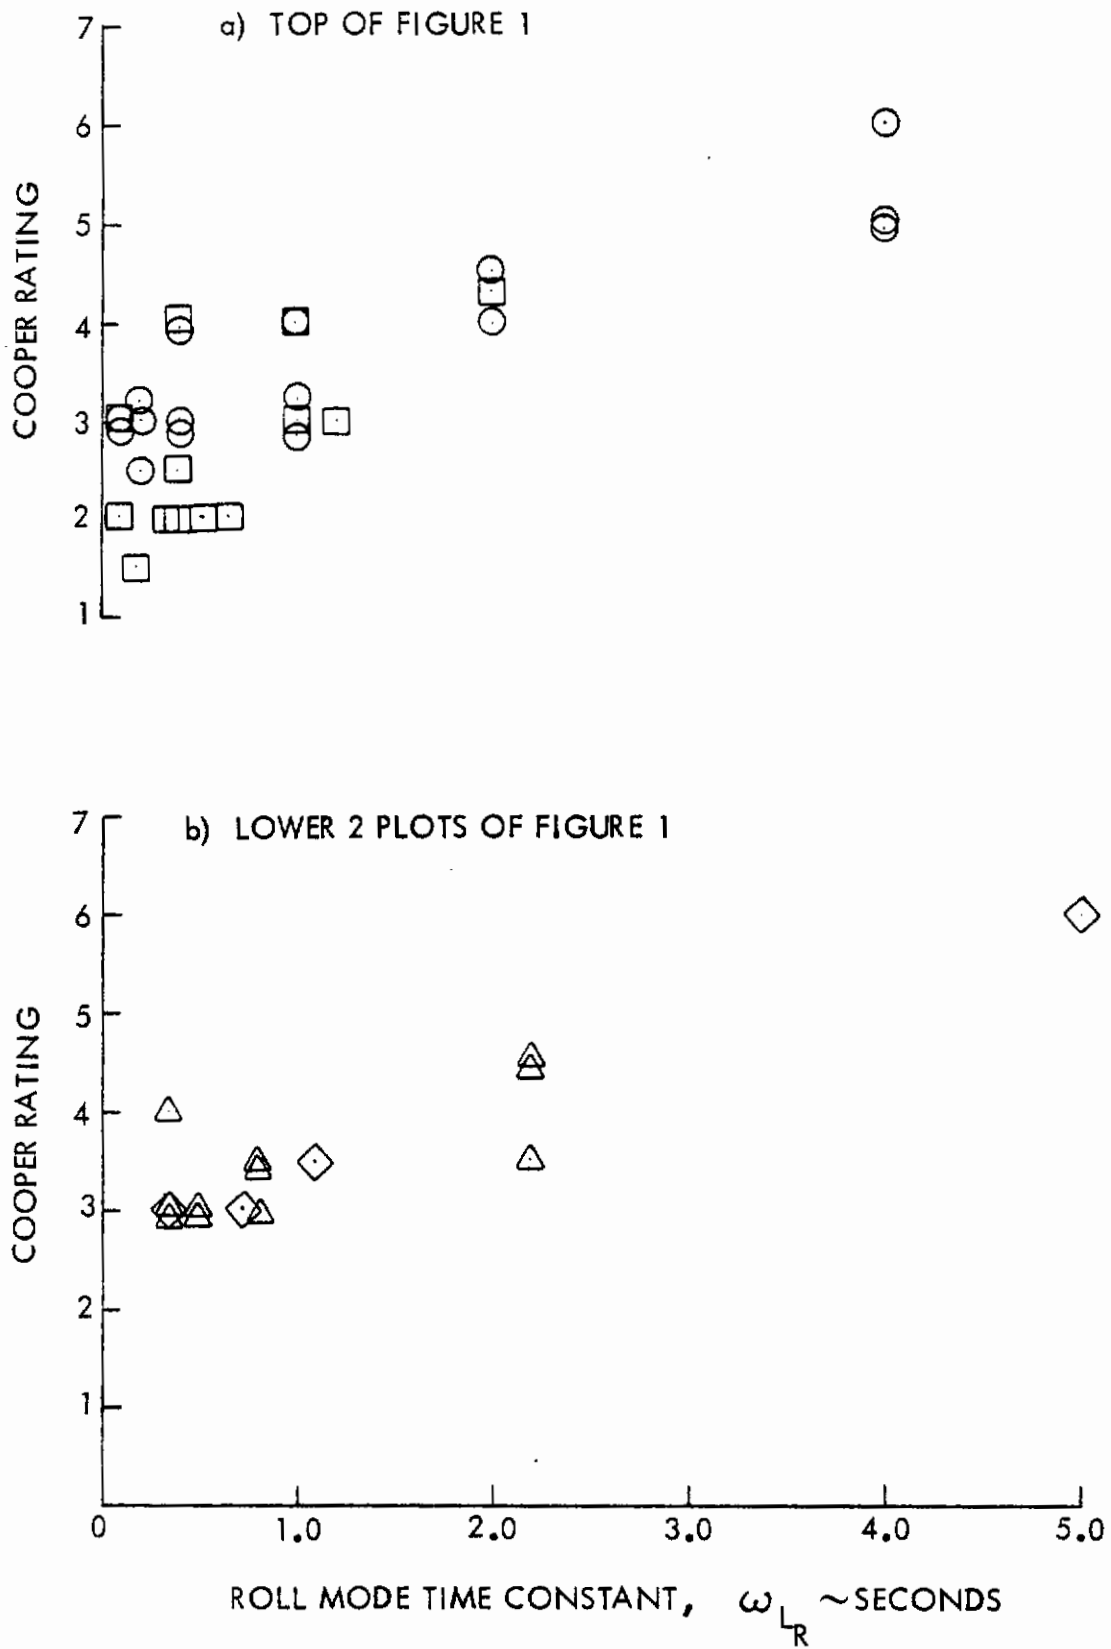 a) TOP OF FIGURE 1
7
6
5
4
3
2
1
COOPER RATING
b) LOWER 2 PLOTS OF FIGURE 1
7
6
5
4
3
2
1
COOPER RATING
0 1.0 2.0 3.0 4.0 5.0
ROLL MODE TIME CONSTANT, ω_L_R ~SECONDS